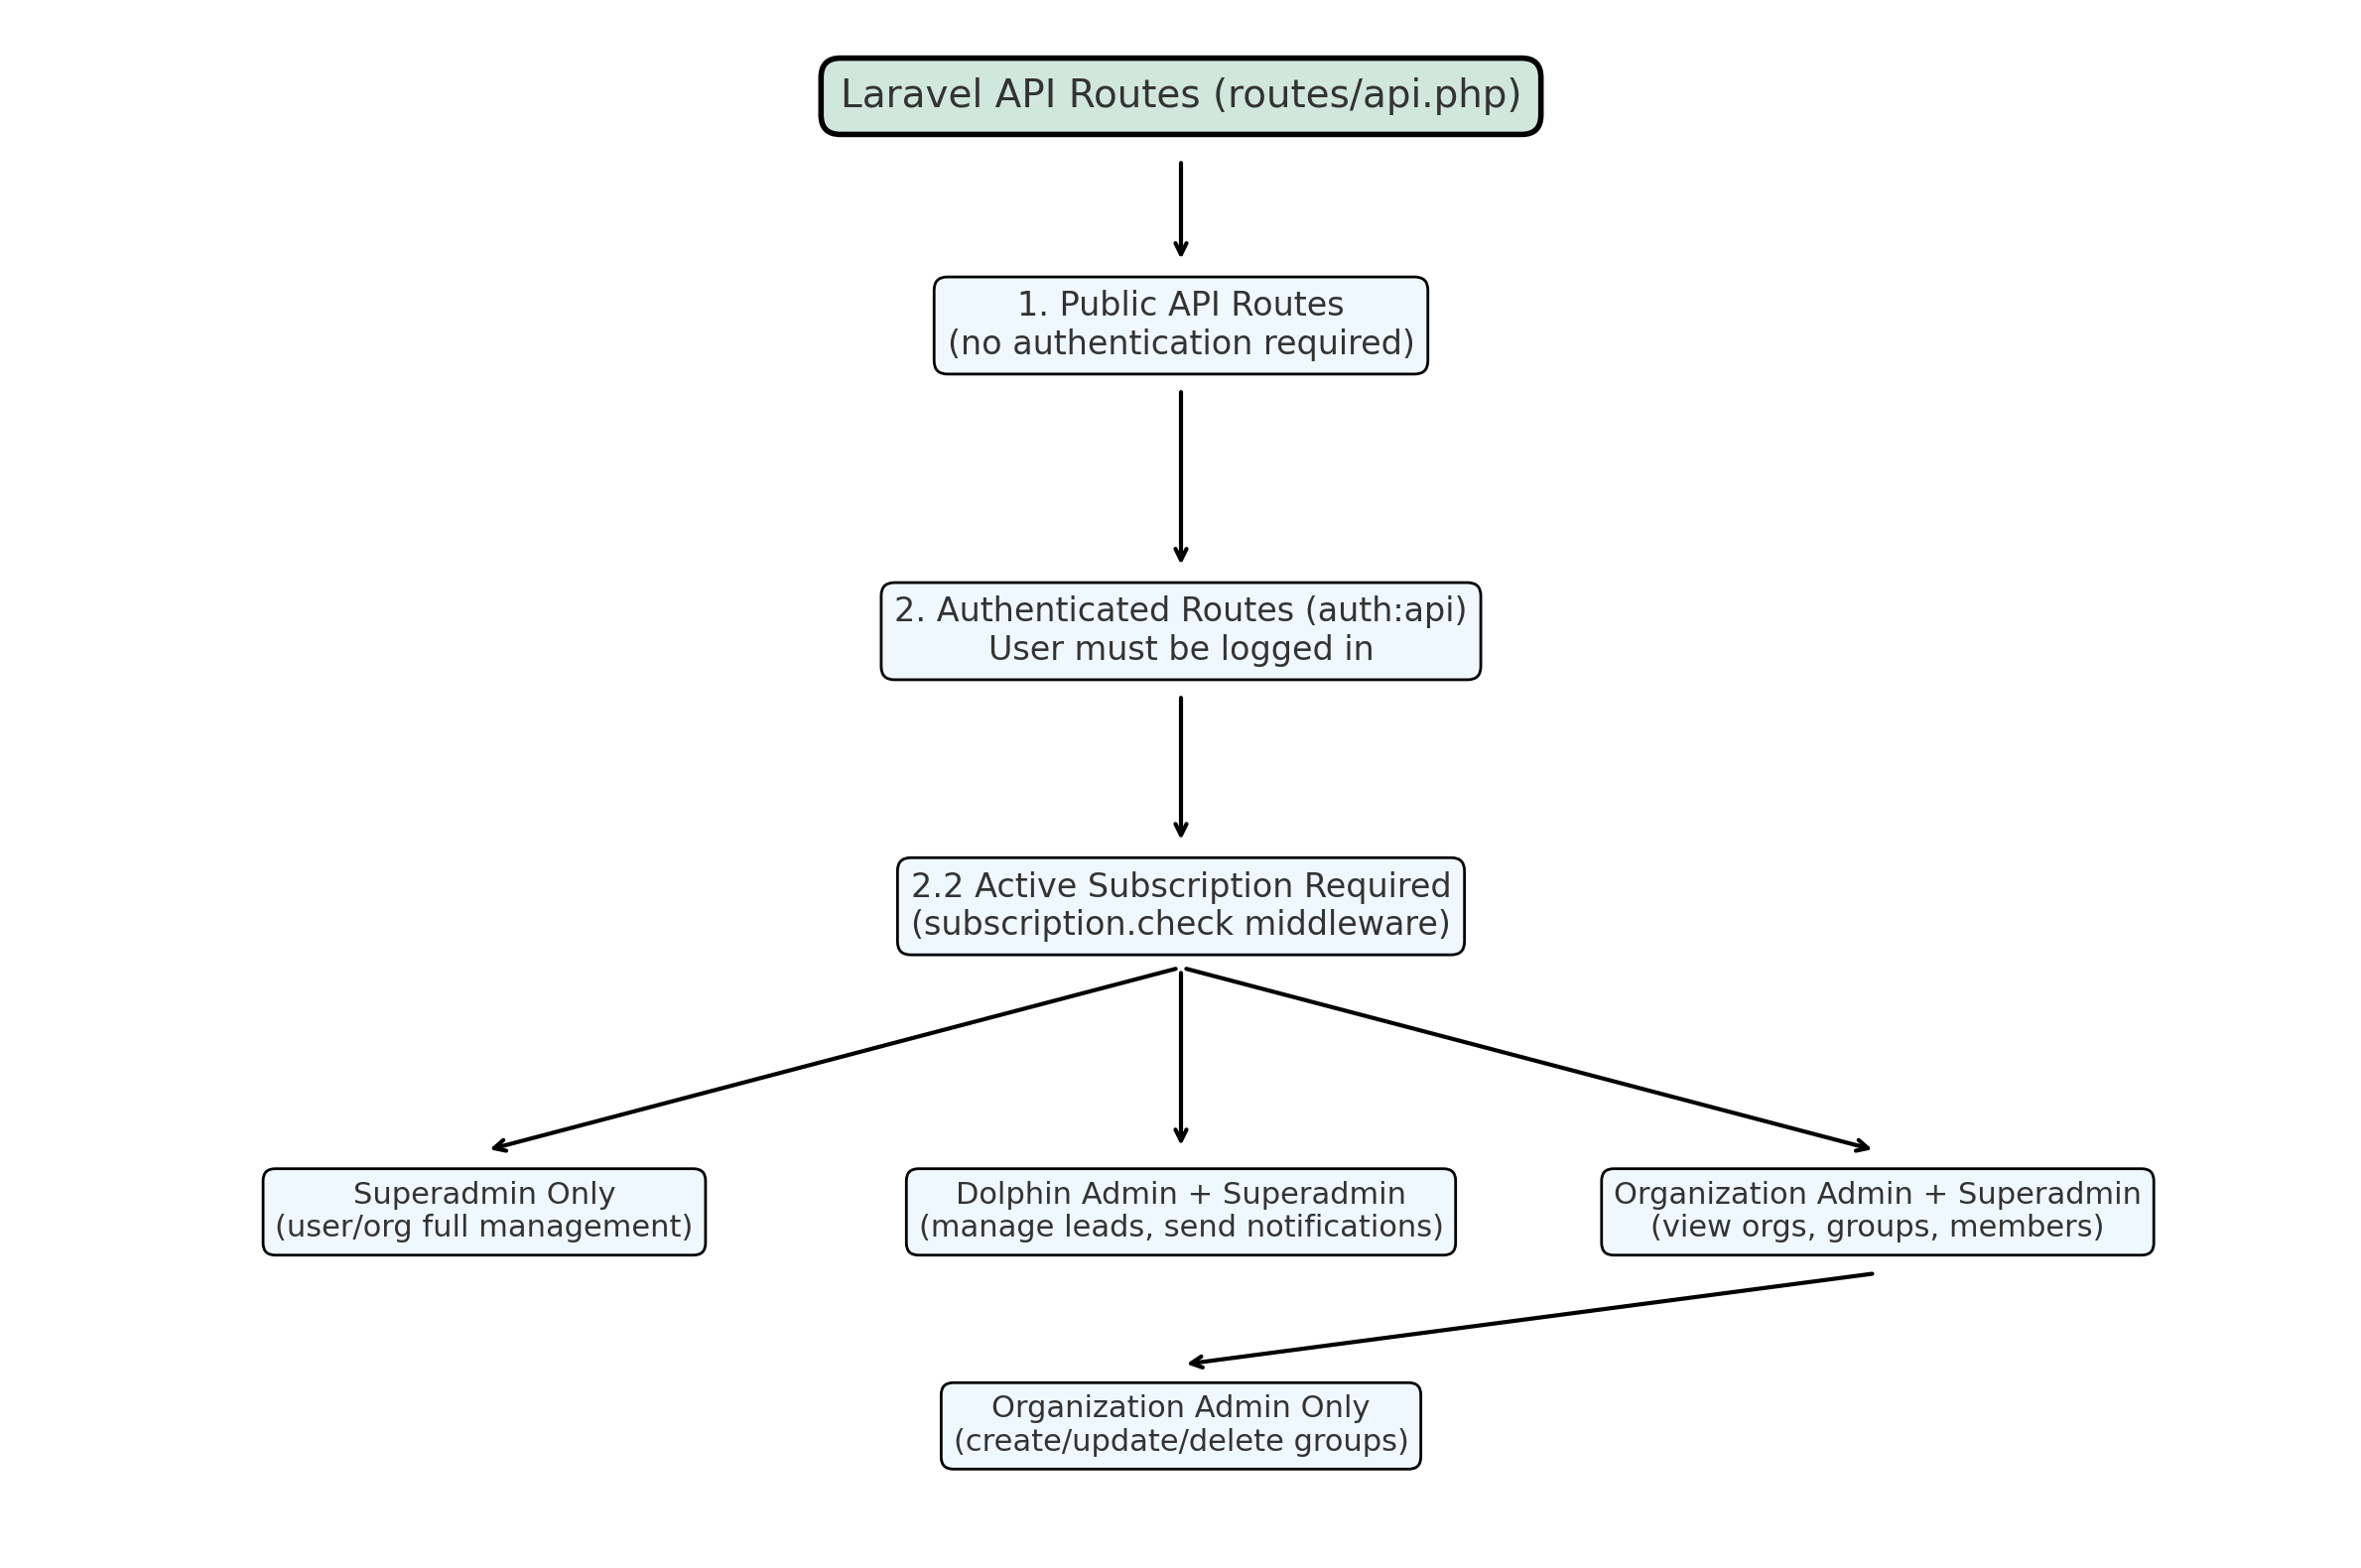 Laravel API Routes (routes/api.php)
1. Public API Routes
(no authentication required)
2. Authenticated Routes (auth:api)
User must be logged in
2.2 Active Subscription Required
(subscription.check middleware)
Superadmin Only
(user/org full management)
Dolphin Admin + Superadmin
(manage leads, send notifications)
Organization Admin + Superadmin
(view orgs, groups, members)
Organization Admin Only
(create/update/delete groups)